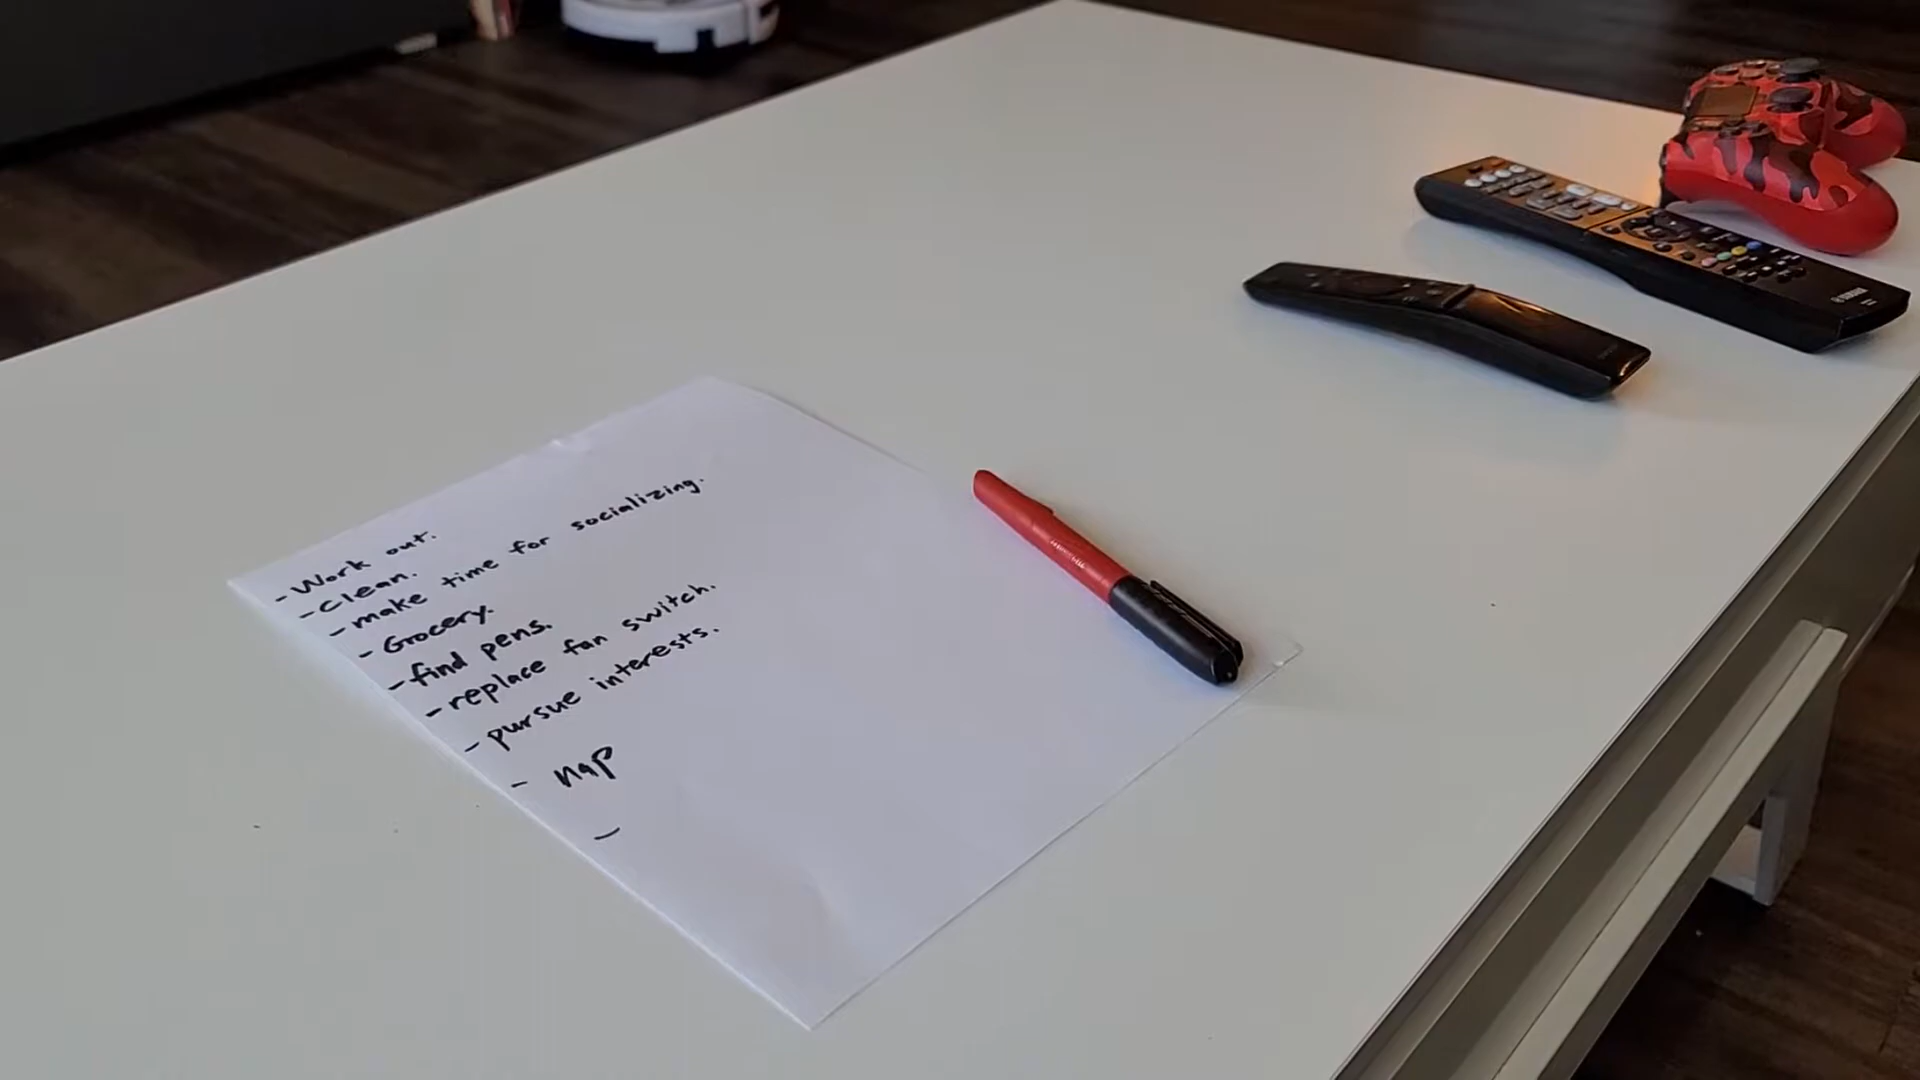 - Work out.
- clean.
- make time for socializing.
- Grocery.
- find pens.
- replace fan switch.
- pursue interests.
- nap
-